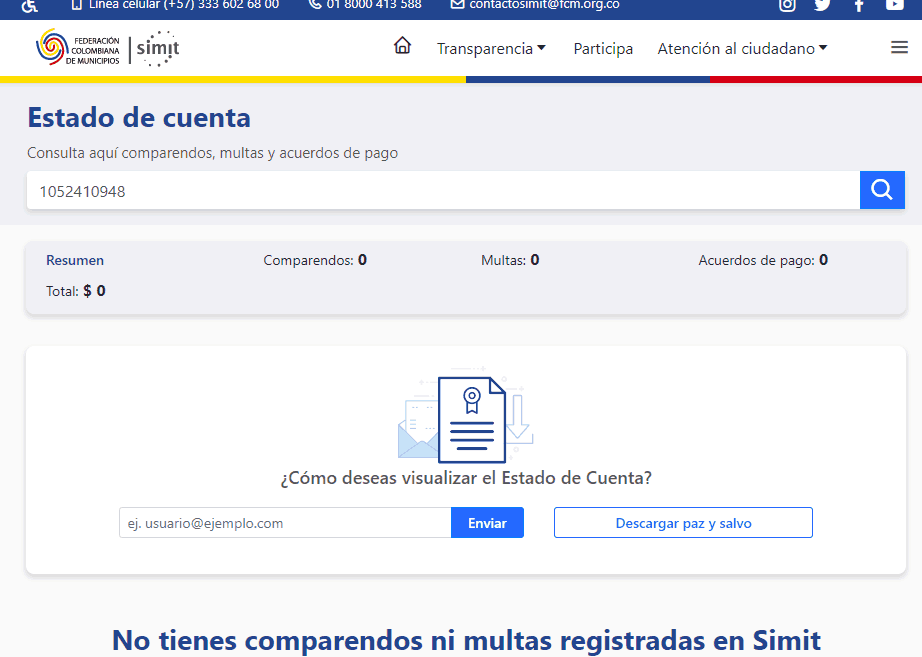 Línea celular (+57) 333 602 68 00 01 8000 413 588 contactosimit@fcm.org.co
FEDERACIÓN
COLOMBIANA
DE MUNICIPIOS
simit
Transparencia Participa Atención al ciudadano
Estado de cuenta
Consulta aquí comparendos, multas y acuerdos de pago
1052410948
Resumen Comparendos: 0 Multas: 0 Acuerdos de pago: 0
Total: $ 0
¿Cómo deseas visualizar el Estado de Cuenta?
ej. usuario@ejemplo.com Enviar Descargar paz y salvo
No tienes comparendos ni multas registradas en Simit